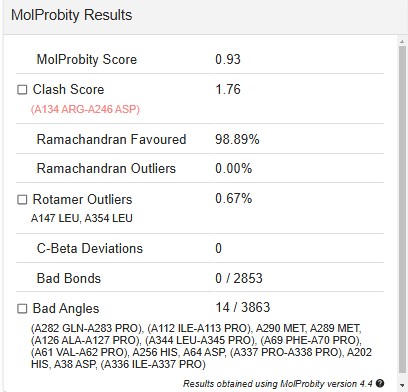 MolProbity Results
MolProbity Score 0.93
Clash Score 1.76
(A134 ARG-A246 ASP)
Ramachandran Favoured 98.89%
Ramachandran Outliers 0.00%
Rotamer Outliers 0.67%
A147 LEU, A354 LEU
C-Beta Deviations 0
Bad Bonds 0 / 2853
Bad Angles 14 / 3863
(A282 GLN-A283 PRO), (A112 ILE-A113 PRO), A290 MET, A289 MET,
(A126 ALA-A127 PRO), (A344 LEU-A345 PRO), (A69 PHE-A70 PRO),
(A61 VAL-A62 PRO), A256 HIS, A64 ASP, (A337 PRO-A338 PRO), A202
HIS, A38 ASP, (A336 ILE-A337 PRO)
Results obtained using MolProbity version 4.4